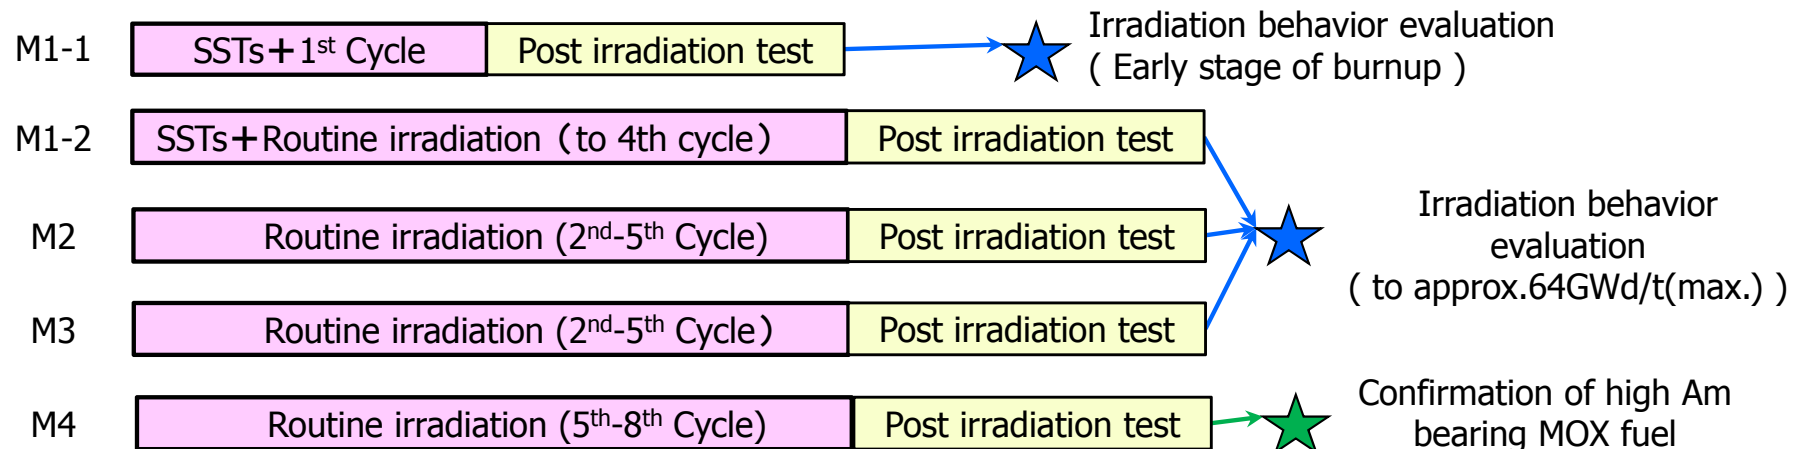 M1-1
SSTs+1st Cycle
Post irradiation test
Irradiation behavior evaluation
( Early stage of burnup )
M1-2
SSTs+Routine irradiation (to 4th cycle)
Post irradiation test
M2
Routine irradiation (2nd-5th Cycle)
Post irradiation test
Irradiation behavior
evaluation
( to approx.64GWd/t(max.) )
M3
Routine irradiation (2nd-5th Cycle)
Post irradiation test
M4
Routine irradiation (5th-8th Cycle)
Post irradiation test
Confirmation of high Am
bearing MOX fuel